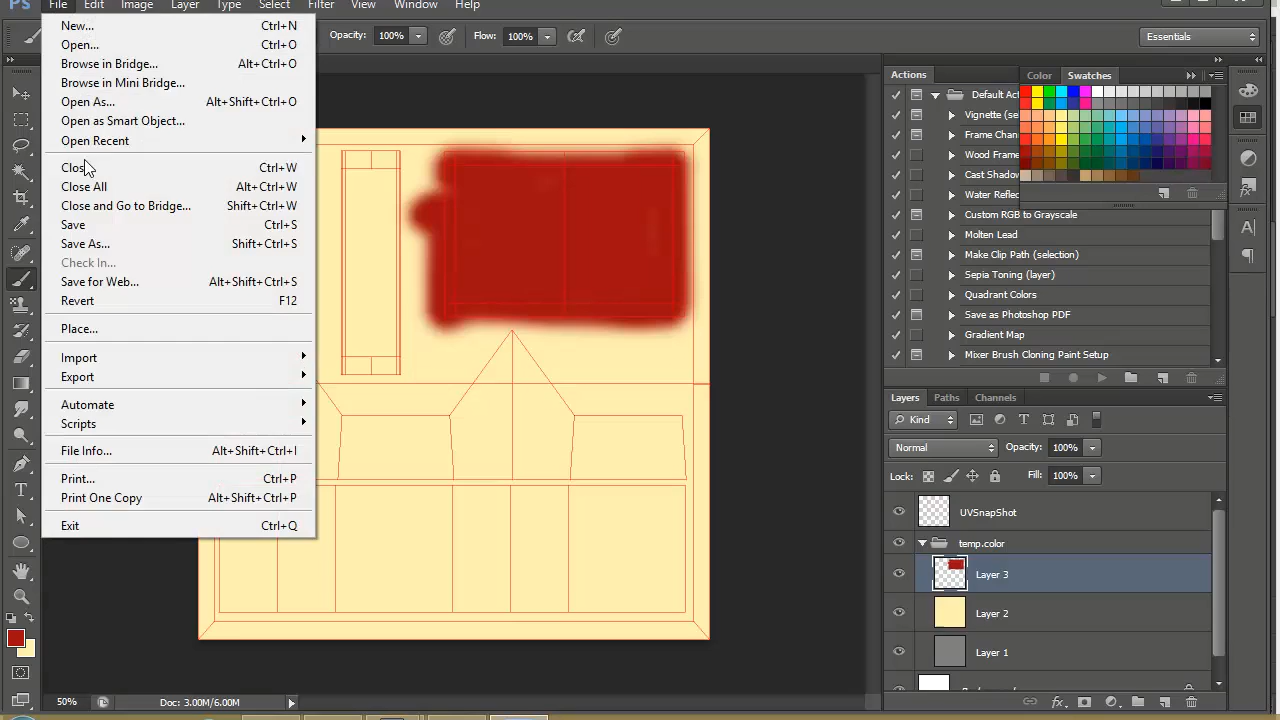 PS File Edit Image Layer Type Select Filter View Window Help
Opacity: 100% Flow: 100% Essentials
New... Ctrl+N
Open... Ctrl+O
Browse in Bridge... Alt+Ctrl+O
Browse in Mini Bridge...
Open As... Alt+Shift+Ctrl+O
Open as Smart Object...
Open Recent
Close Ctrl+W
Close All Alt+Ctrl+W
Close and Go to Bridge... Shift+Ctrl+W
Save Ctrl+S
Save As... Shift+Ctrl+S
Check In...
Save for Web... Alt+Shift+Ctrl+S
Revert F12
Place...
Import
Export
Automate
Scripts
File Info... Alt+Shift+Ctrl+I
Print... Ctrl+P
Print One Copy Alt+Shift+Ctrl+P
Exit Ctrl+Q
Actions
Color Swatches
Default Ac
Vignette (se
Frame Chan
Wood Fram
Cast Shadow
Water Reflec
Custom RGB to Grayscale
Molten Lead
Make Clip Path (selection)
Sepia Toning (layer)
Quadrant Colors
Save as Photoshop PDF
Gradient Map
Mixer Brush Cloning Paint Setup
Layers Paths Channels
Kind
Normal Opacity: 100%
Lock: Fill: 100%
UVSnapShot
temp.color
Layer 3
Layer 2
Layer 1
50% Doc: 3.00M/6.00M